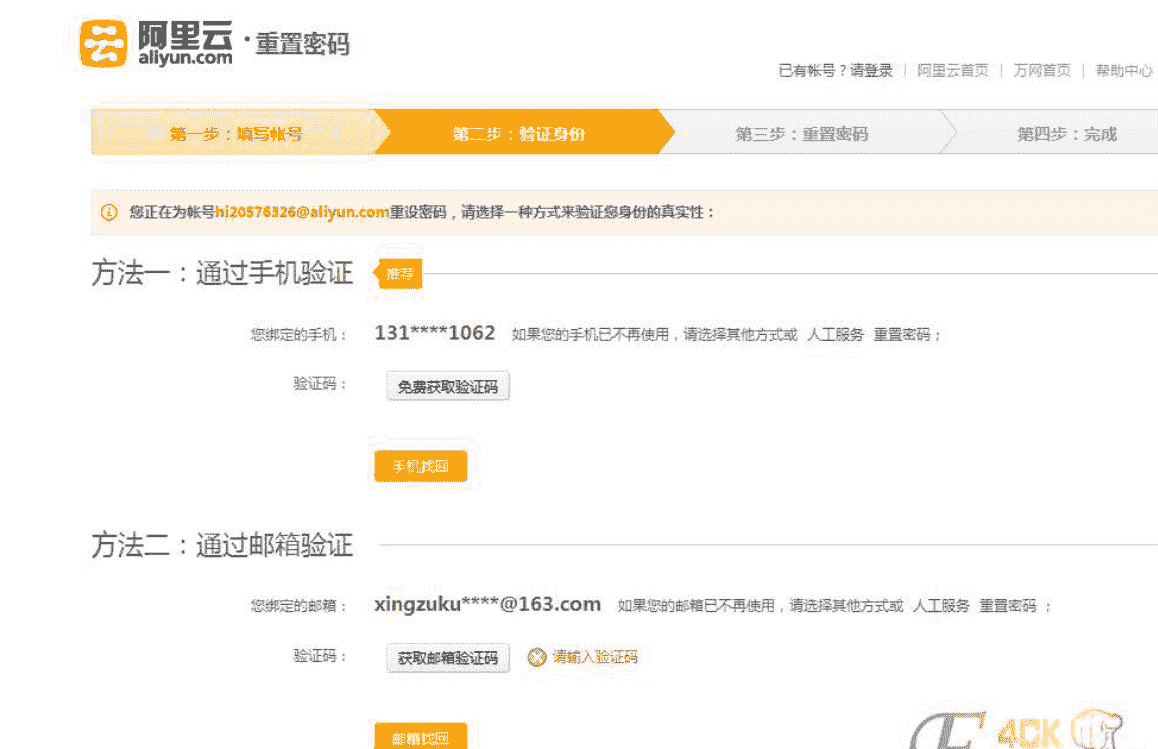 阿里云
aliyun.com
·重置密码
已有帐号？请登录 | 阿里云首页 | 万网首页 | 帮助中心
第一步：填写帐号 第二步：验证身份 第三步：重置密码 第四步：完成
您正在为帐号hi20576326@aliyun.com重设密码，请选择一种方式来验证您身份的真实性：
方法一：通过手机验证 推荐
您绑定的手机： 131****1062 如果您的手机已不再使用，请选择其他方式或 人工服务 重置密码；
验证码： 免费获取验证码
手机找回
方法二：通过邮箱验证
您绑定的邮箱： xingzuku****@163.com 如果您的邮箱已不再使用，请选择其他方式或 人工服务 重置密码 ；
验证码： 获取邮箱验证码 请输入验证码
邮箱找回
F4CK